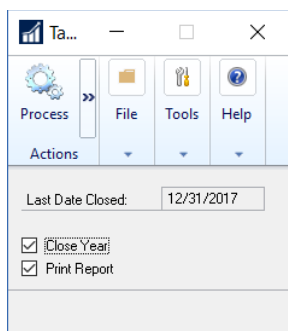 Ta...
Process
»
File
Tools
Help
Actions
Last Date Closed: 12/31/2017
Close Year
Print Report